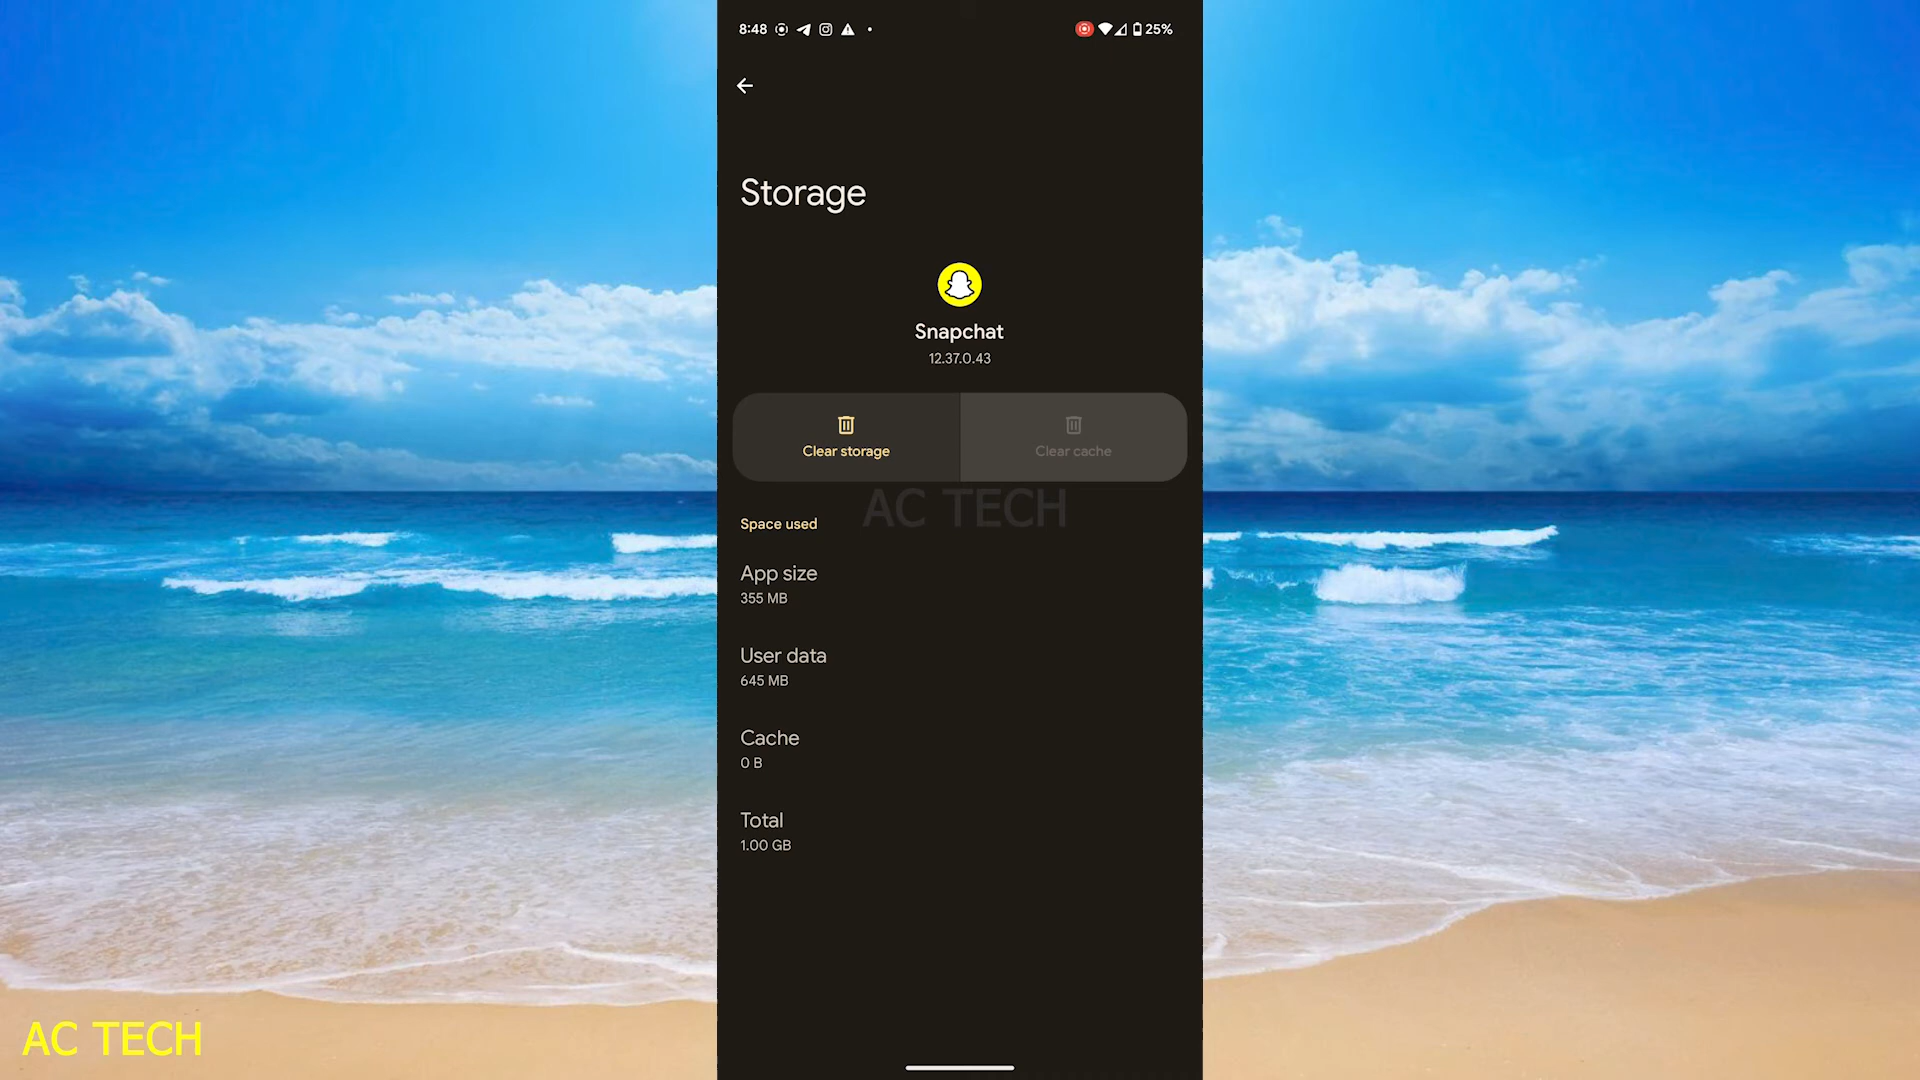 8:48
25%
Storage
Snapchat
12.37.0.43
Clear storage
Clear cache
AC TECH
Space used
App size
355 MB
User data
645 MB
Cache
0 B
Total
1.00 GB
AC TECH